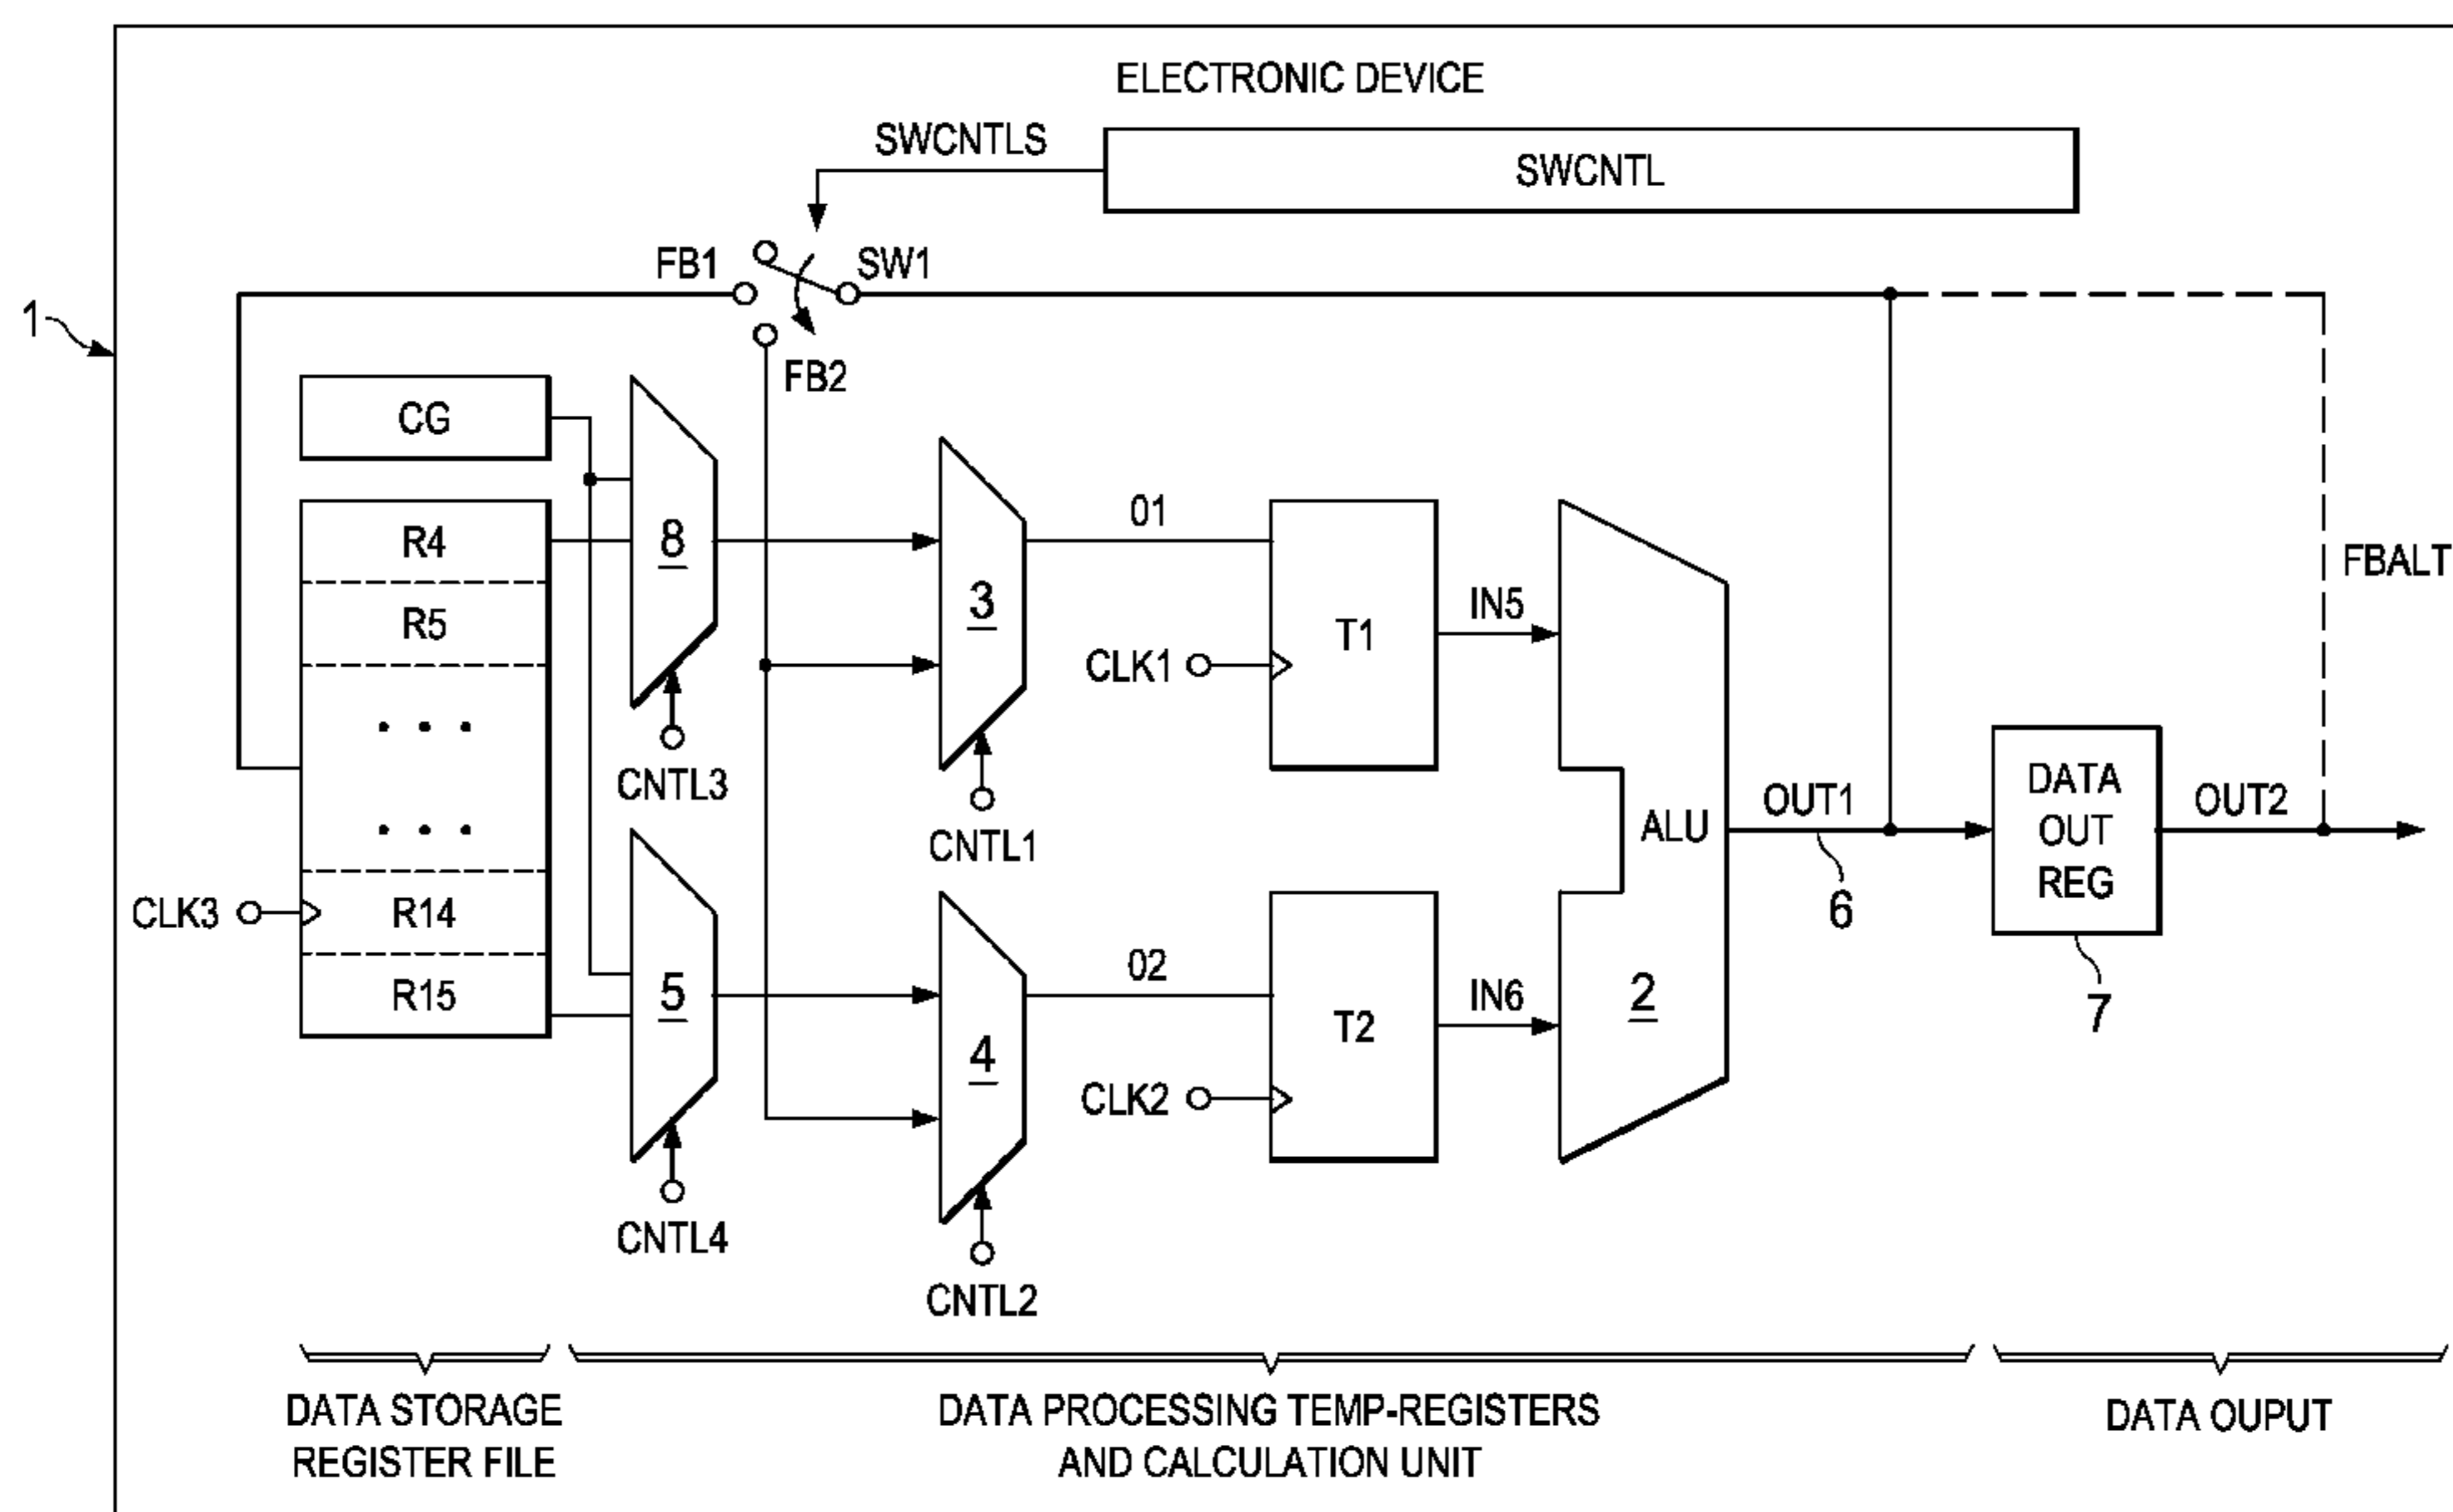 ELECTRONIC DEVICE
SWCNTLS
SWCNTL
FB1
SW1
1
FB2
CG
R4
8
01
FBALT
R5
3
IN5
T1
CLK1
. . .
CNTL3
DATA
OUT
REG
OUT1
OUT2
. . .
ALU
CNTL1
6
CLK3
R14
02
R15
5
IN6
2
7
T2
4
CLK2
CNTL4
CNTL2
DATA STORAGE
REGISTER FILE
DATA PROCESSING TEMP-REGISTERS
AND CALCULATION UNIT
DATA OUPUT